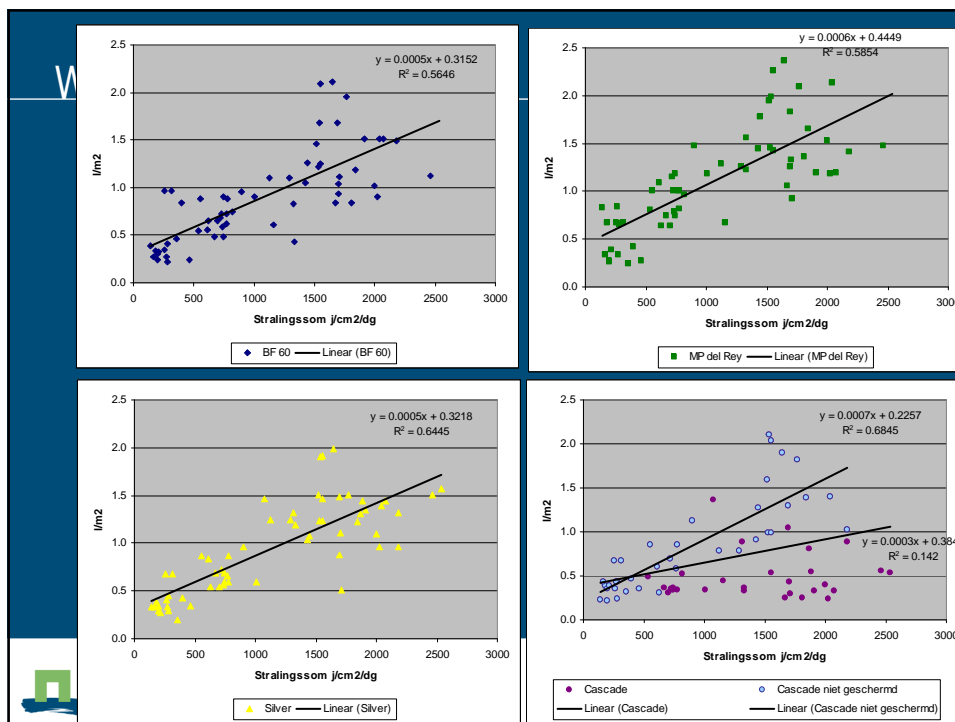 W
y = 0.0005x + 0.3152
R² = 0.5646
2.5
2.0
1.5
1.0
0.5
0.0
l/m2
0 500 1000 1500 2000 2500 3000
Stralingssom j/cm2/dg
BF 60 Linear (BF 60)
y = 0.0006x + 0.4449
R² = 0.5854
2.5
2.0
1.5
1.0
0.5
0.0
l/m2
0 500 1000 1500 2000 2500 3000
Stralingssom j/cm2/dg
MP del Rey Linear (MP del Rey)
y = 0.0005x + 0.3218
R² = 0.6445
2.5
2.0
1.5
1.0
0.5
0.0
l/m2
0 500 1000 1500 2000 2500 3000
Stralingssom j/cm2/dg
Silver Linear (Silver)
y = 0.0007x + 0.2257
R² = 0.6845
2.5
2.0
1.5
1.0
0.5
0.0
l/m2
y = 0.0003x + 0.384
R² = 0.142
0 500 1000 1500 2000 2500 3000
Stralingssom j/cm2/dg
Cascade Cascade niet geschermd
Linear (Cascade) Linear (Cascade niet geschermd)